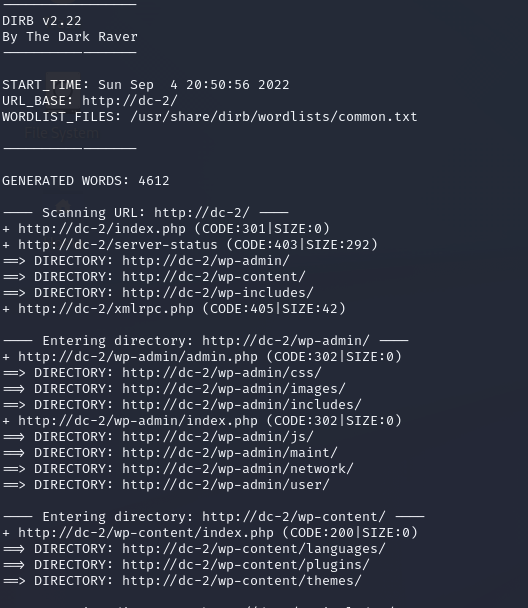 DIRB v2.22
By The Dark Raver
START_TIME: Sun Sep  4 20:50:56 2022
URL_BASE: http://dc-2/
WORDLIST_FILES: /usr/share/dirb/wordlists/common.txt
File System
GENERATED WORDS: 4612
---- Scanning URL: http://dc-2/ ----
+ http://dc-2/index.php (CODE:301|SIZE:0)
+ http://dc-2/server-status (CODE:403|SIZE:292)
==> DIRECTORY: http://dc-2/wp-admin/
==> DIRECTORY: http://dc-2/wp-content/
==> DIRECTORY: http://dc-2/wp-includes/
+ http://dc-2/xmlrpc.php (CODE:405|SIZE:42)
---- Entering directory: http://dc-2/wp-admin/ ----
+ http://dc-2/wp-admin/admin.php (CODE:302|SIZE:0)
==> DIRECTORY: http://dc-2/wp-admin/css/
==> DIRECTORY: http://dc-2/wp-admin/images/
==> DIRECTORY: http://dc-2/wp-admin/includes/
+ http://dc-2/wp-admin/index.php (CODE:302|SIZE:0)
==> DIRECTORY: http://dc-2/wp-admin/js/
==> DIRECTORY: http://dc-2/wp-admin/maint/
==> DIRECTORY: http://dc-2/wp-admin/network/
==> DIRECTORY: http://dc-2/wp-admin/user/
---- Entering directory: http://dc-2/wp-content/ ----
+ http://dc-2/wp-content/index.php (CODE:200|SIZE:0)
==> DIRECTORY: http://dc-2/wp-content/languages/
==> DIRECTORY: http://dc-2/wp-content/plugins/
==> DIRECTORY: http://dc-2/wp-content/themes/